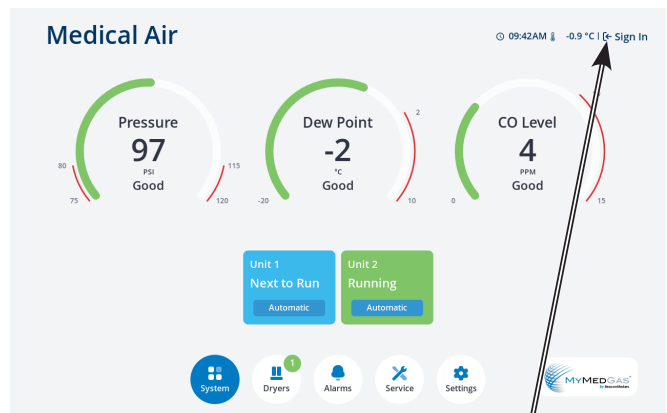 Medical Air
09:42AM -0.9 °C | Sign In
Pressure
97
PSI
Good
80
115
75
120
Dew Point
-2
°C
Good
2
-20
10
CO Level
4
PPM
Good
0
15
Unit 1
Next to Run
Automatic
Unit 2
Running
Automatic
System
1
Dryers
Alarms
Service
Settings
MYMEDGAS
by BeaconMedaes